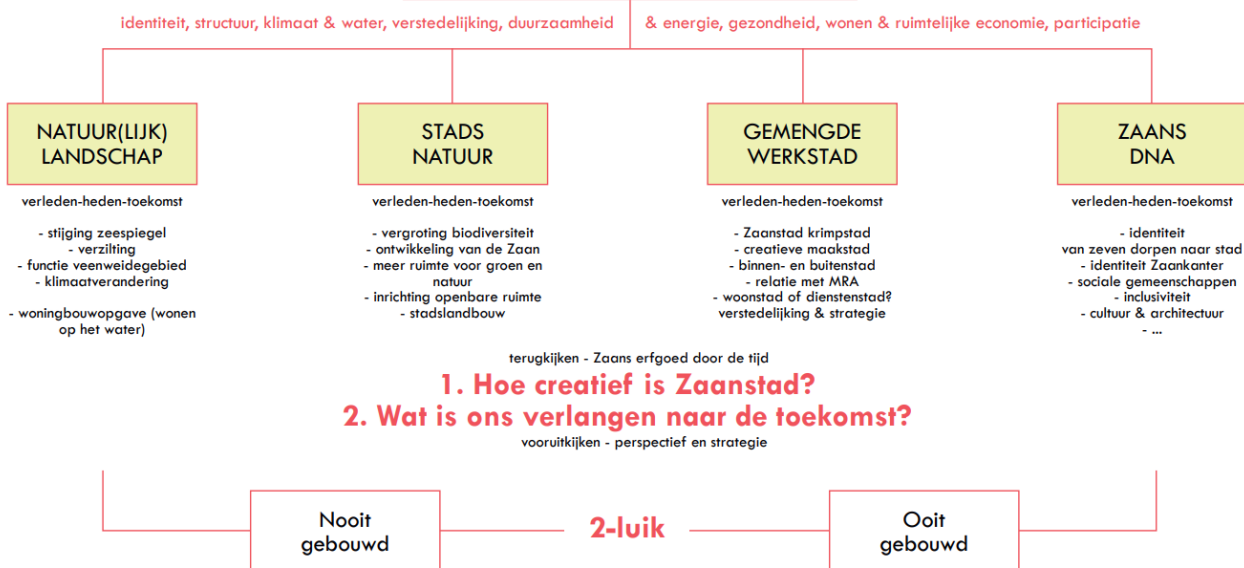 identiteit, structuur, klimaat & water, verstedelijking, duurzaamheid & energie, gezondheid, wonen & ruimtelijke economie, participatie
NATUUR(LIJK)
LANDSCHAP
verleden-heden-toekomst
- stijging zeespiegel
- verzilting
- functie veenweidegebied
- klimaatverandering
- woningbouwopgave (wonen
op het water)
STADS
NATUUR
verleden-heden-toekomst
- vergroting biodiversiteit
- ontwikkeling van de Zaan
- meer ruimte voor groen en
natuur
- inrichting openbare ruimte
- stadslandbouw
GEMENGDE
WERKSTAD
verleden-heden-toekomst
- Zaanstad krimpstad
- creatieve maakstad
- binnen- en buitenstad
- relatie met MRA
- woonstad of dienstenstad?
verstedelijking & strategie
ZAANS
DNA
verleden-heden-toekomst
- identiteit
van zeven dorpen naar stad
- identiteit Zaankanter
- sociale gemeenschappen
- inclusiviteit
- cultuur & architectuur
- ...
terugkijken - Zaans erfgoed door de tijd
1. Hoe creatief is Zaanstad?
2. Wat is ons verlangen naar de toekomst?
vooruitkijken - perspectief en strategie
Nooit
gebouwd
2-luik
Ooit
gebouwd